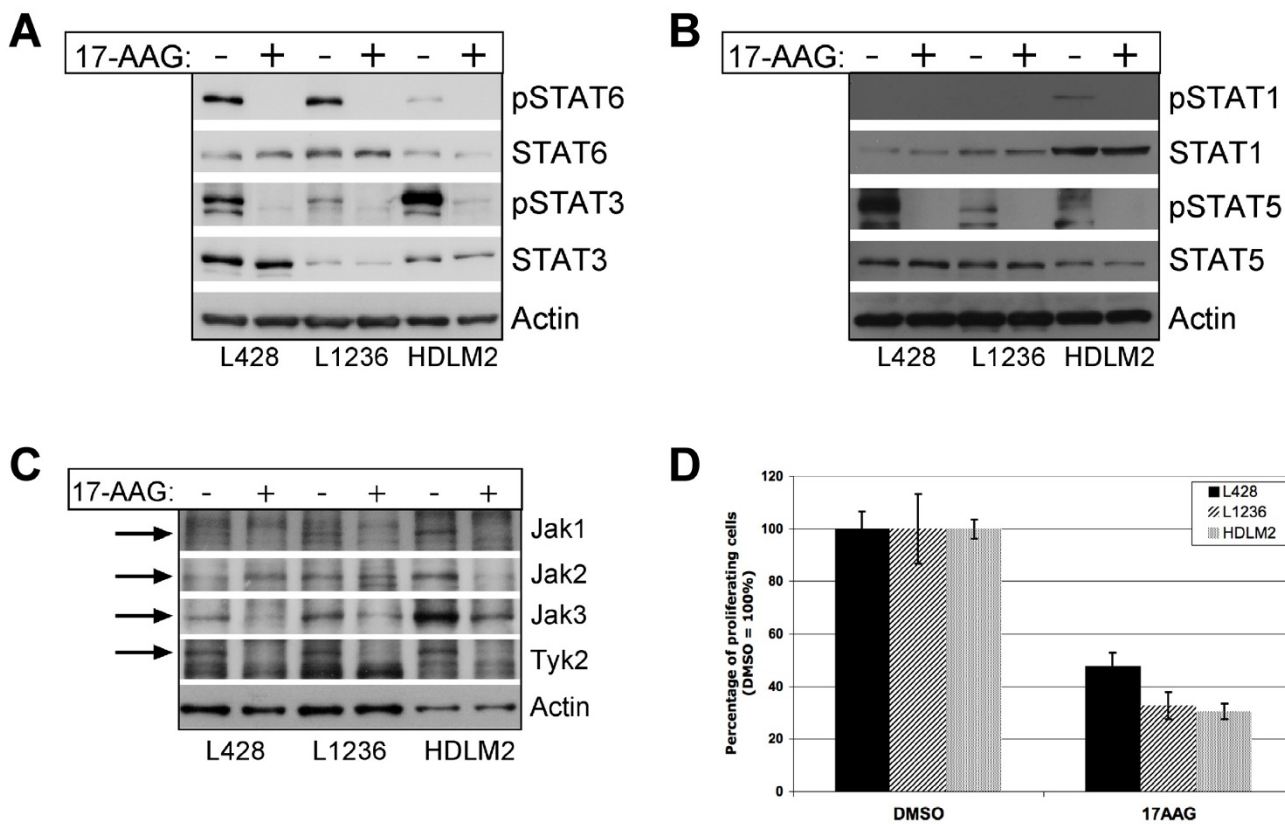 A
17-AAG: - + - + - +
pSTAT6
STAT6
pSTAT3
STAT3
Actin
L428 L1236 HDLM2
B
17-AAG: - + - + - +
pSTAT1
STAT1
pSTAT5
STAT5
Actin
L428 L1236 HDLM2
C
17-AAG: - + - + - +
Jak1
Jak2
Jak3
Tyk2
Actin
L428 L1236 HDLM2
D
Percentage of proliferating cells
(DMSO = 100%)
120
100
80
60
40
20
0
L428
L1236
HDLM2
DMSO 17AAG